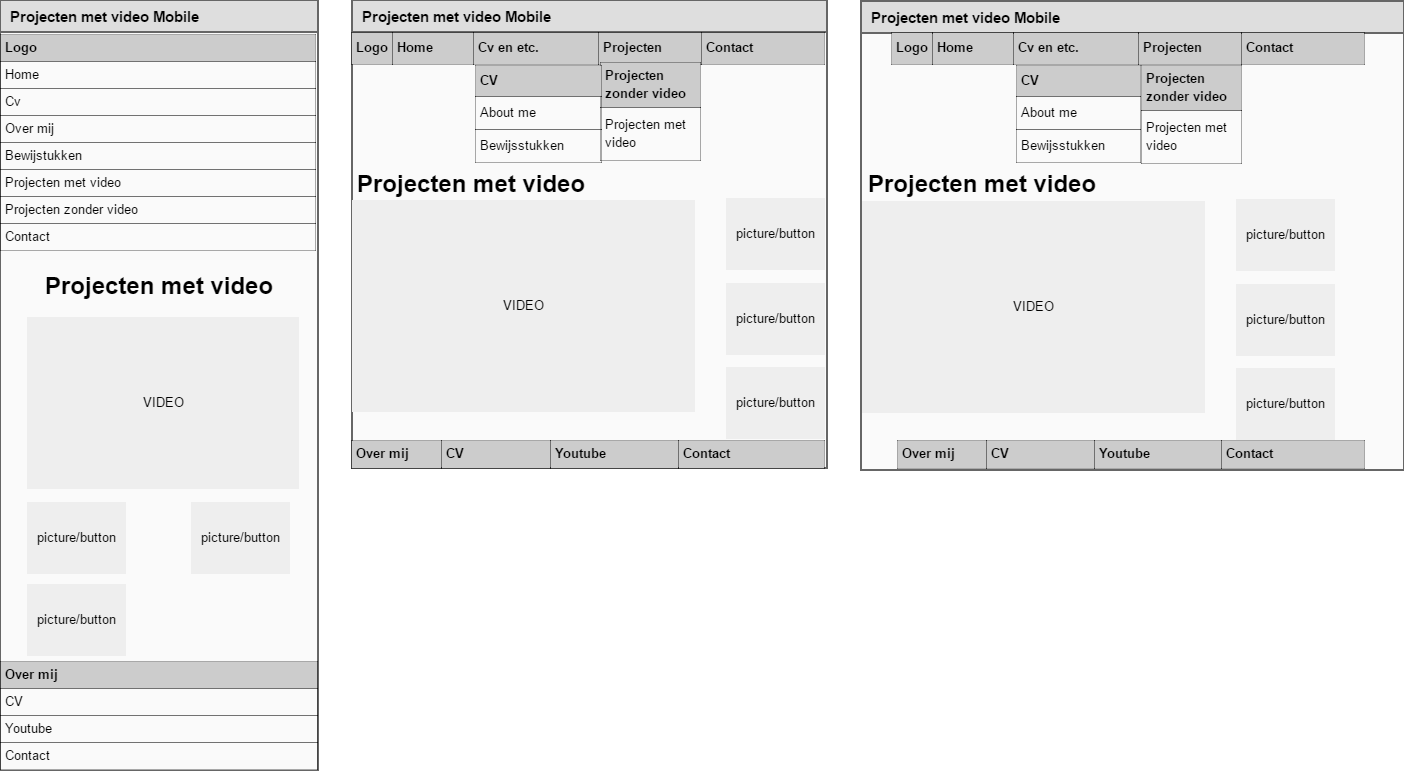 Projecten met video Mobile
Logo
Home
Cv
Over mij
Bewijstukken
Projecten met video
Projecten zonder video
Contact
Projecten met video
VIDEO
picture/button
picture/button
picture/button
Over mij
CV
Youtube
Contact
Projecten met video Mobile
Logo Home Cv en etc. Projecten Contact
CV
About me
Bewijsstukken
Projecten
zonder video
Projecten met
video
Projecten met video
VIDEO
picture/button
picture/button
picture/button
Over mij CV Youtube Contact
Projecten met video Mobile
Logo Home Cv en etc. Projecten Contact
CV
About me
Bewijsstukken
Projecten
zonder video
Projecten met
video
Projecten met video
VIDEO
picture/button
picture/button
picture/button
Over mij CV Youtube Contact